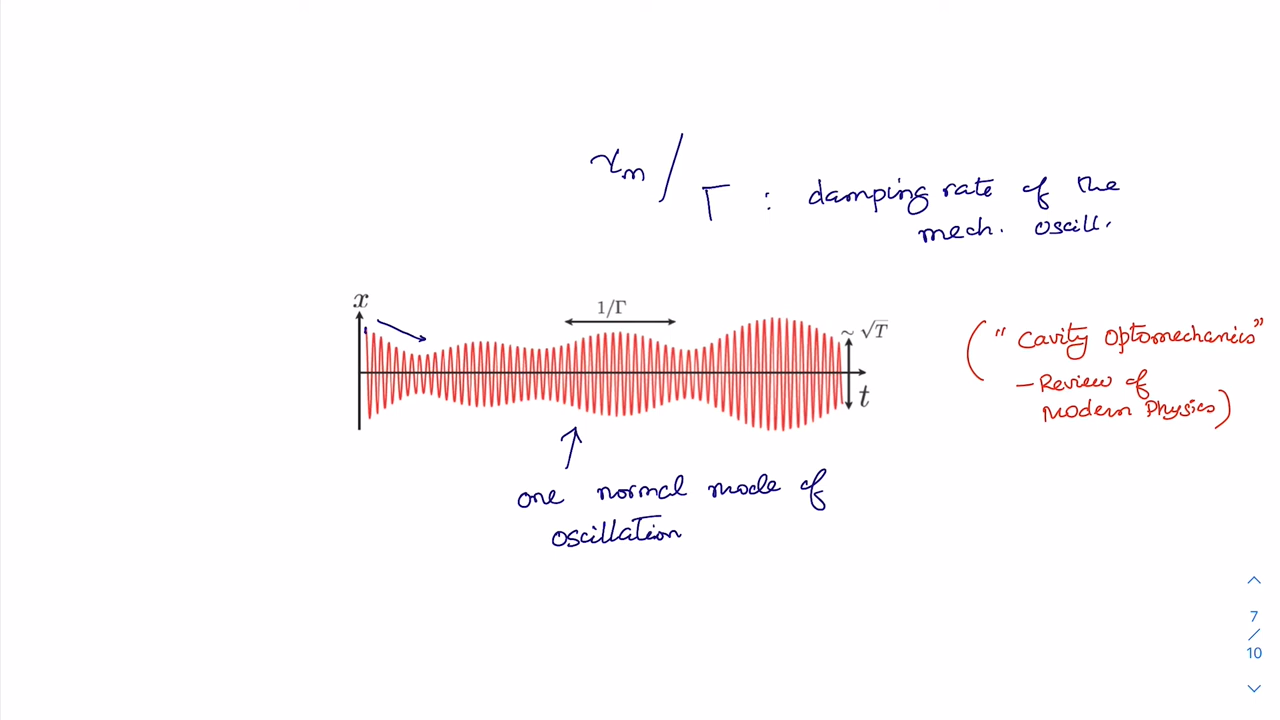 γm / Γ : damping rate of the
mech. oscill.
x
1/Γ
~ √T
t
(" Cavity Optomechanics"
– Review of
Modern Physics)
one normal mode of
oscillation
7
/
10